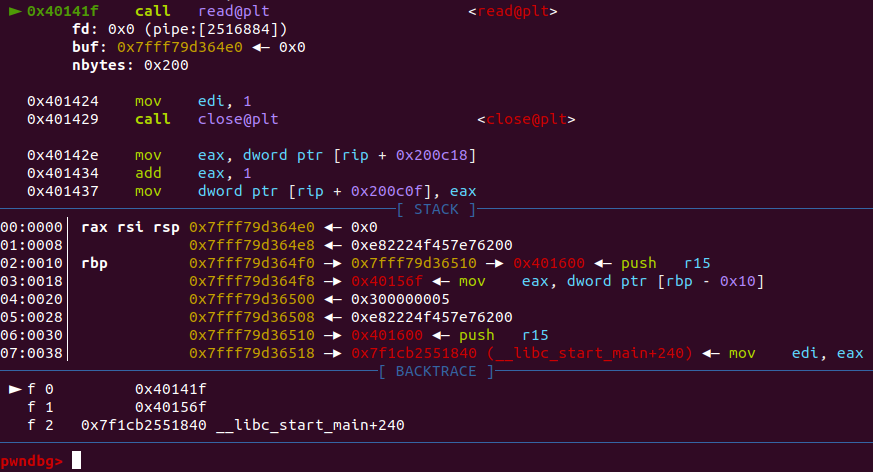 ► 0x40141f    call   read@plt                      <read@plt>
fd: 0x0 (pipe:[2516884])
buf: 0x7fff79d364e0 ◂— 0x0
nbytes: 0x200
0x401424    mov    edi, 1
0x401429    call   close@plt                      <close@plt>
0x40142e    mov    eax, dword ptr [rip + 0x200c18]
0x401434    add    eax, 1
0x401437    mov    dword ptr [rip + 0x200c0f], eax
[ STACK ]
00:0000│ rax rsi rsp 0x7fff79d364e0 ◂— 0x0
01:0008│             0x7fff79d364e8 ◂— 0xe82224f457e76200
02:0010│ rbp         0x7fff79d364f0 —▸ 0x7fff79d36510 —▸ 0x401600 ◂— push   r15
03:0018│             0x7fff79d364f8 —▸ 0x40156f ◂— mov    eax, dword ptr [rbp - 0x10]
04:0020│             0x7fff79d36500 ◂— 0x300000005
05:0028│             0x7fff79d36508 ◂— 0xe82224f457e76200
06:0030│             0x7fff79d36510 —▸ 0x401600 ◂— push   r15
07:0038│             0x7fff79d36518 —▸ 0x7f1cb2551840 (__libc_start_main+240) ◂— mov    edi, eax
[ BACKTRACE ]
► f 0           0x40141f
f 1           0x40156f
f 2     0x7f1cb2551840 __libc_start_main+240
pwndbg>